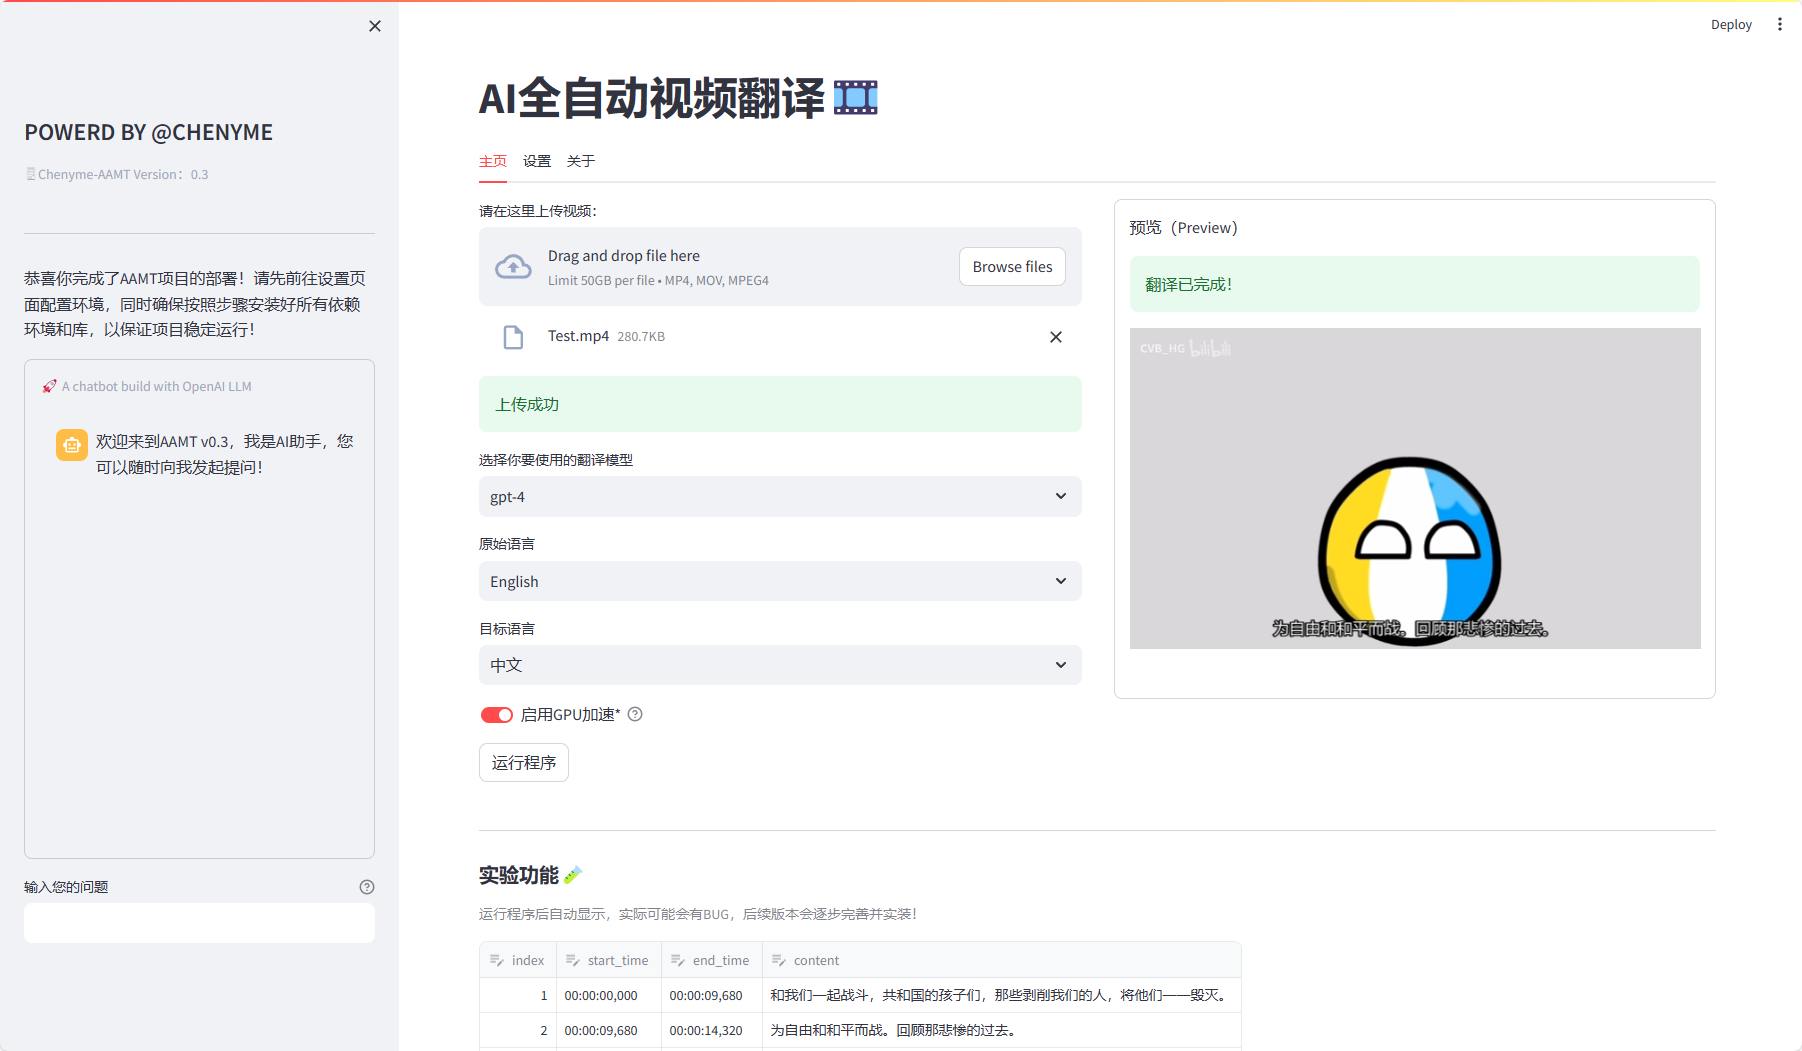 Deploy
POWERD BY @CHENYME
Chenyme-AAMT Version：0.3
恭喜你完成了AAMT项目的部署！请先前往设置页
面配置环境，同时确保按照步骤安装好所有依赖
环境和库，以保证项目稳定运行！
A chatbot build with OpenAI LLM
欢迎来到AAMT v0.3，我是AI助手，您
可以随时向我发起提问！
输入您的问题
AI全自动视频翻译
主页 设置 关于
请在这里上传视频：
Drag and drop file here
Limit 50GB per file • MP4, MOV, MPEG4
Browse files
Test.mp4 280.7KB
上传成功
选择你要使用的翻译模型
gpt-4
原始语言
English
目标语言
中文
启用GPU加速*
运行程序
预览（Preview）
翻译已完成！
CVB_HG bilibili
为自由和和平而战。回顾那悲惨的过去。
实验功能
运行程序后自动显示，实际可能会有BUG，后续版本会逐步完善并实装！
index start_time end_time content
1 00:00:00,000 00:00:09,680 和我们一起战斗，共和国的孩子们，那些剥削我们的人，将他们一一毁灭。
2 00:00:09,680 00:00:14,320 为自由和和平而战。回顾那悲惨的过去。